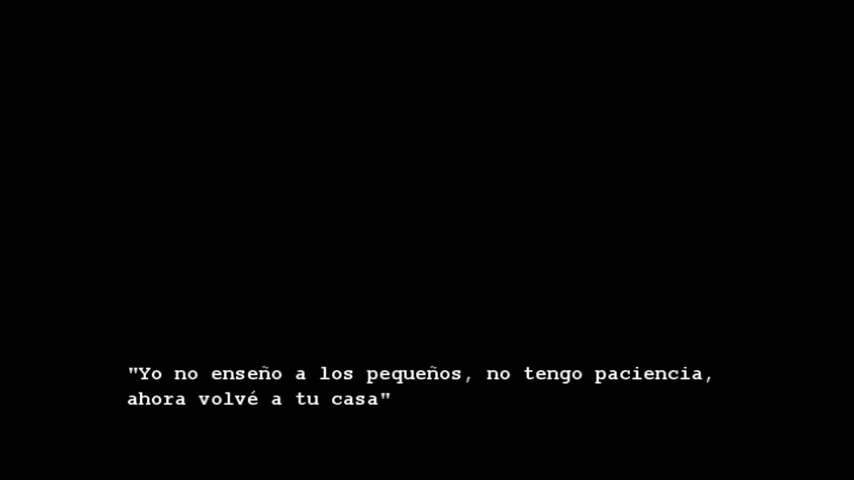 "Yo no enseño a los pequeños, no tengo paciencia,
ahora volvé a tu casa"